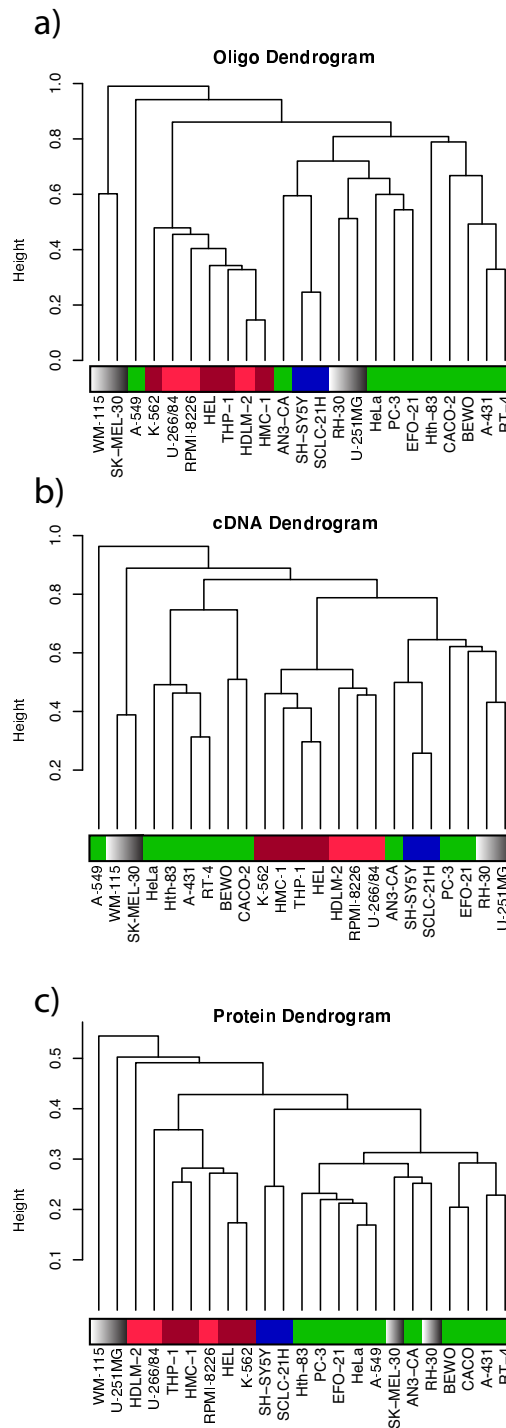 a)
Oligo Dendrogram
Height
0.0
0.2
0.4
0.6
0.8
1.0
WM-115
SK-MEL-30
A-549
K-562
U-266/84
RPMI-8226
HEL
THP-1
HDLM-2
HMC-1
AN3-CA
SH-SY5Y
SCLC-21H
RH-30
U-251MG
HeLa
PC-3
EFO-21
Hth-83
CACO-2
BEWO
A-431
RT-4
b)
cDNA Dendrogram
Height
0.2
0.4
0.6
0.8
1.0
A-549
WM-115
SK-MEL-30
HeLa
Hth-83
A-431
RT-4
BEWO
CACO-2
K-562
HMC-1
THP-1
HEL
HDLM-2
RPMI-8226
U-266/84
AN3-CA
SH-SY5Y
SCLC-21H
PC-3
EFO-21
RH-30
U-251MG
c)
Protein Dendrogram
Height
0.1
0.2
0.3
0.4
0.5
WM-115
U-251MG
HDLM-2
U-266/84
THP-1
HMC-1
RPMI-8226
HEL
K-562
SH-SY5Y
SCLC-21H
Hth-83
PC-3
EFO-21
HeLa
A-549
SK-MEL-30
AN3-CA
RH-30
BEWO
CACO
A-431
RT-4